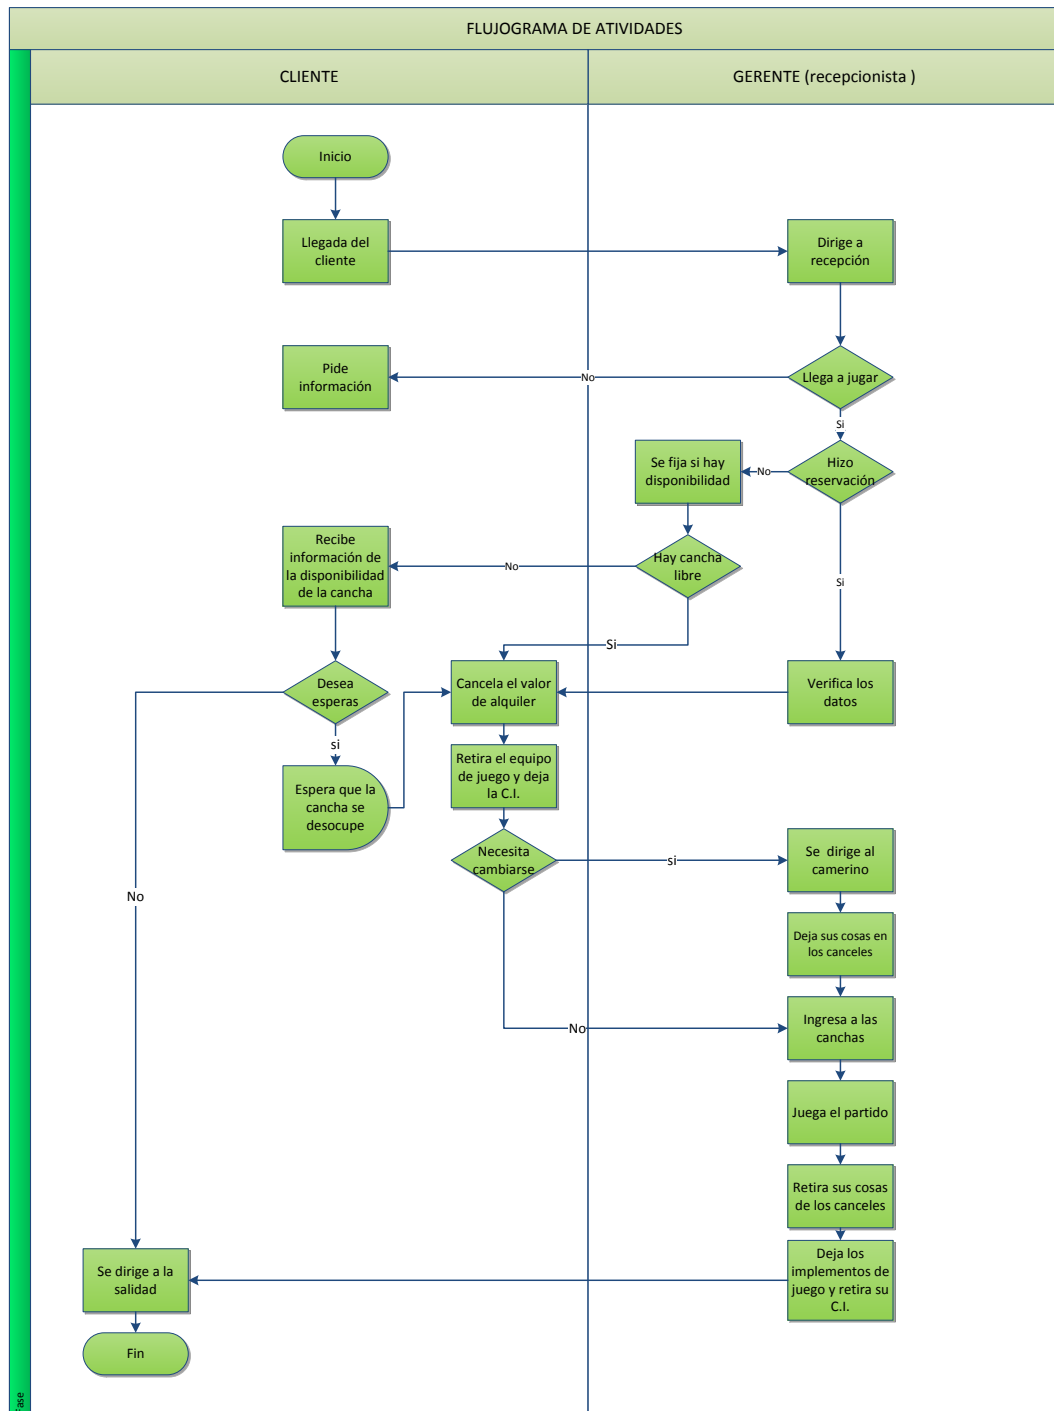 FLUJOGRAMA DE ATIVIDADES
CLIENTE
GERENTE (recepcionista )
Inicio
Llegada del
cliente
Dirige a
recepción
Llega a jugar
No
Pide
información
Si
Hizo
reservación
No
Se fija si hay
disponibilidad
Si
Hay cancha
libre
No
Recibe
información de
la disponibilidad
de la cancha
Si
Desea
esperas
Cancela el valor
de alquiler
Verifica los
datos
si
Espera que la
cancha se
desocupe
Retira el equipo
de juego y deja
la C.I.
Necesita
cambiarse
si
Se dirige al
camerino
No
Deja sus cosas en
los canceles
No
Ingresa a las
canchas
Juega el partido
Retira sus cosas
de los canceles
Deja los
implementos de
juego y retira su
C.I.
Se dirige a la
salidad
Fin
Fase